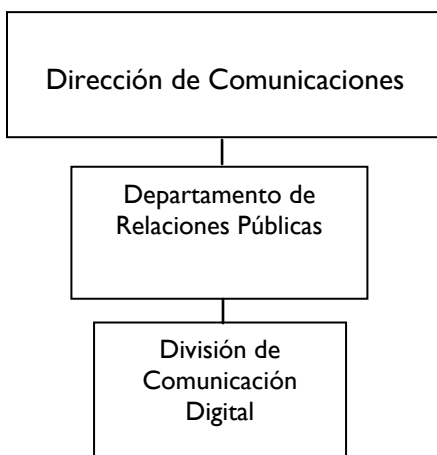 Dirección de Comunicaciones
Departamento de
Relaciones Públicas
División de
Comunicación
Digital